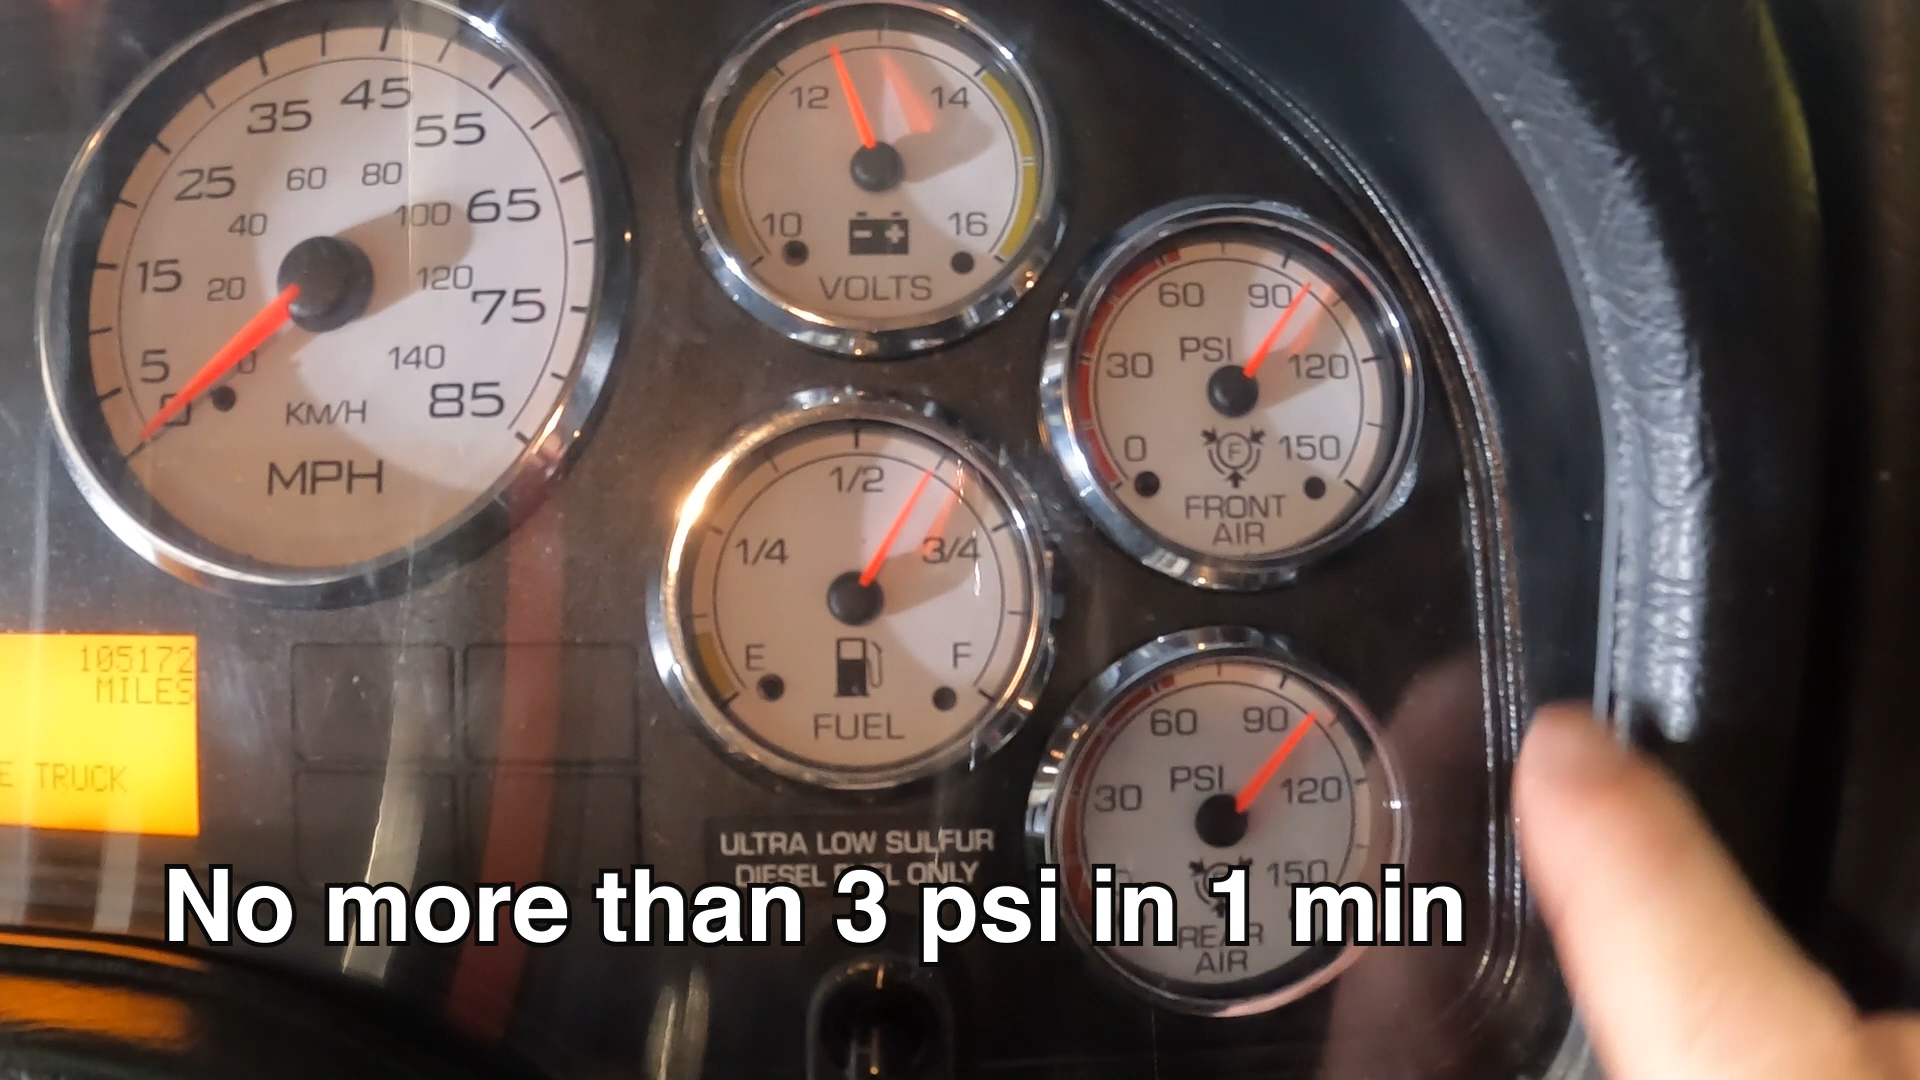 45
35
55
25
60
80
40
100
65
15
20
120
75
5
0
140
0
KM/H
85
MPH
12
14
10
16
VOLTS
60
90
PSI
30
120
0
F
150
FRONT
AIR
1/2
1/4
3/4
E
F
FUEL
105172
MILES
E TRUCK
60
90
PSI
30
120
150
REAR
AIR
ULTRA LOW SULFUR
DIESEL FUEL ONLY
No more than 3 psi in 1 min